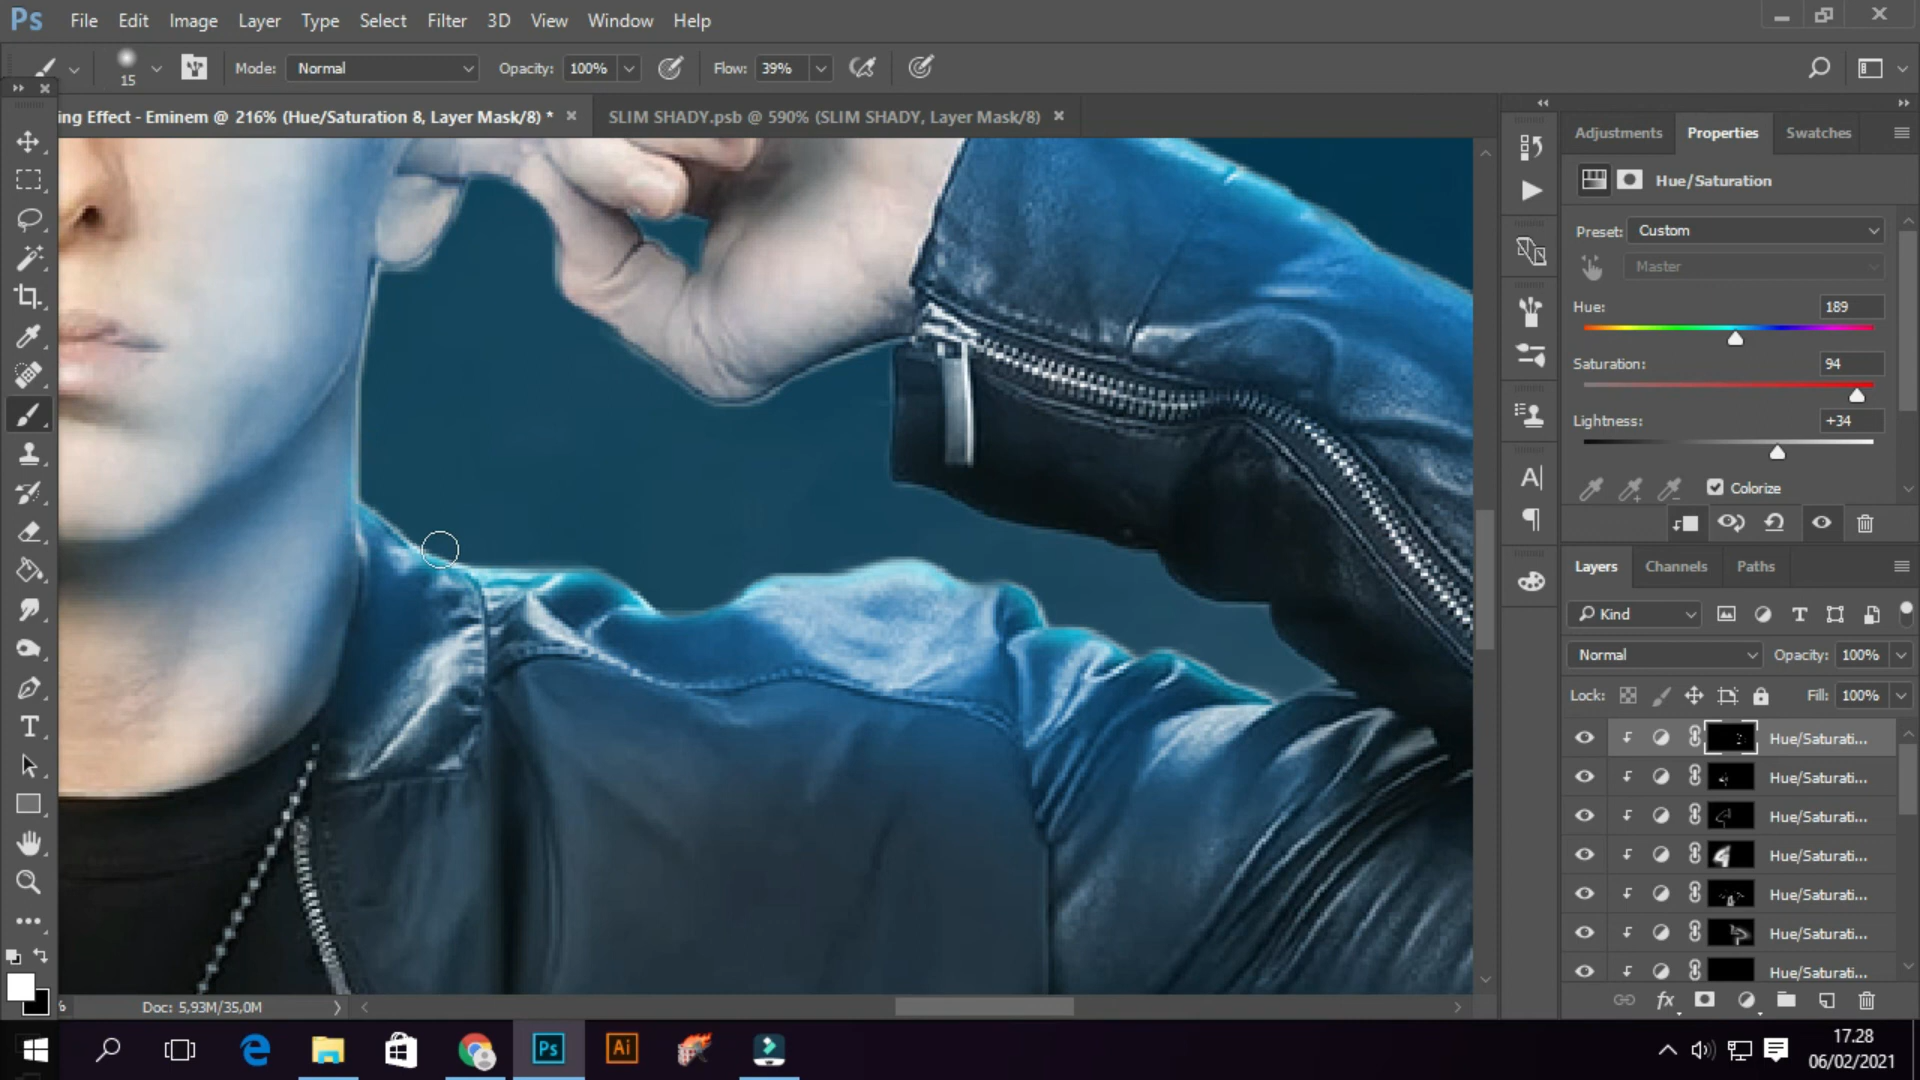 Ps File Edit Image Layer Type Select Filter 3D View Window Help
15 Mode: Normal Opacity: 100% Flow: 39%
ing Effect - Eminem @ 216% (Hue/Saturation 8, Layer Mask/8) * SLIM SHADY.psb @ 590% (SLIM SHADY, Layer Mask/8)
Adjustments Properties Swatches
Hue/Saturation
Preset: Custom
Master
Hue: 189
Saturation: 94
Lightness: +34
Colorize
Layers Channels Paths
Kind
Normal Opacity: 100%
Lock: Fill: 100%
Hue/Saturati...
Hue/Saturati...
Hue/Saturati...
Hue/Saturati...
Hue/Saturati...
Hue/Saturati...
Hue/Saturati...
% Doc: 5,93M/35,0M
fx
Ps Ai
17.28
06/02/2021